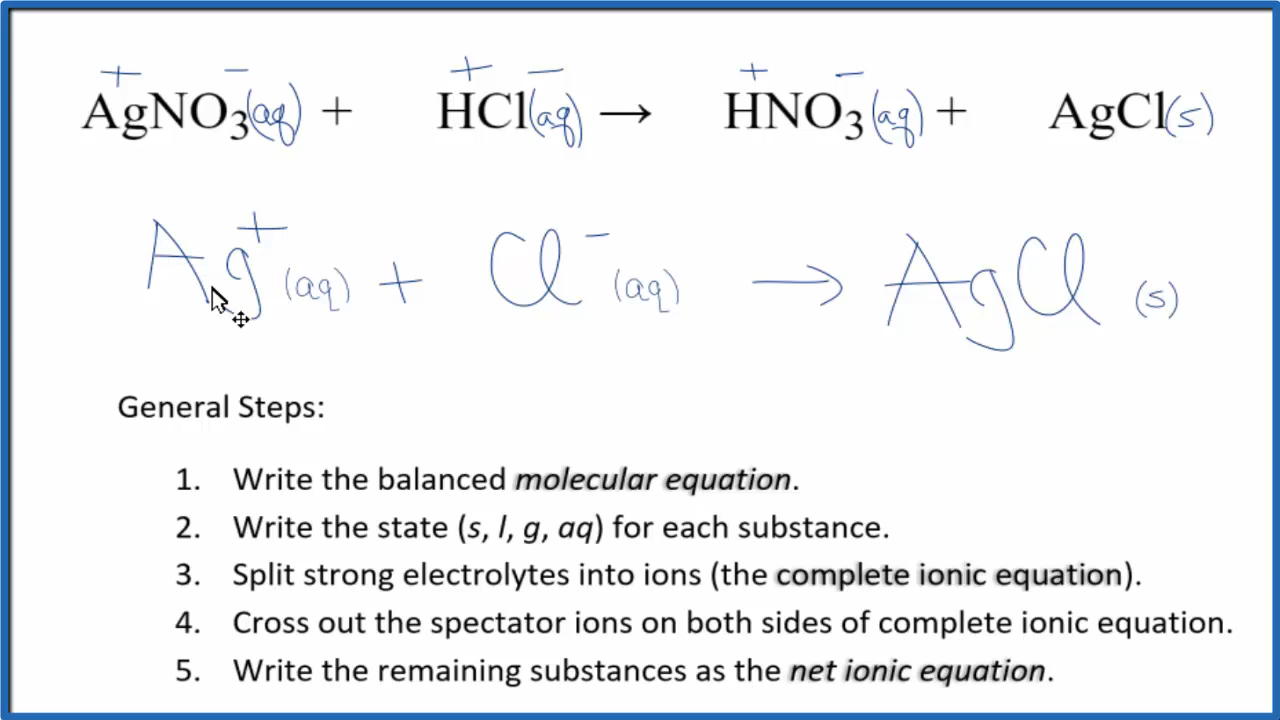 AgNO₃(aq) + HCl(aq) → HNO₃(aq) + AgCl(s)
Ag⁺ (aq) + Cl⁻ (aq) → AgCl (s)
General Steps:
1. Write the balanced molecular equation.
2. Write the state (s, l, g, aq) for each substance.
3. Split strong electrolytes into ions (the complete ionic equation).
4. Cross out the spectator ions on both sides of complete ionic equation.
5. Write the remaining substances as the net ionic equation.